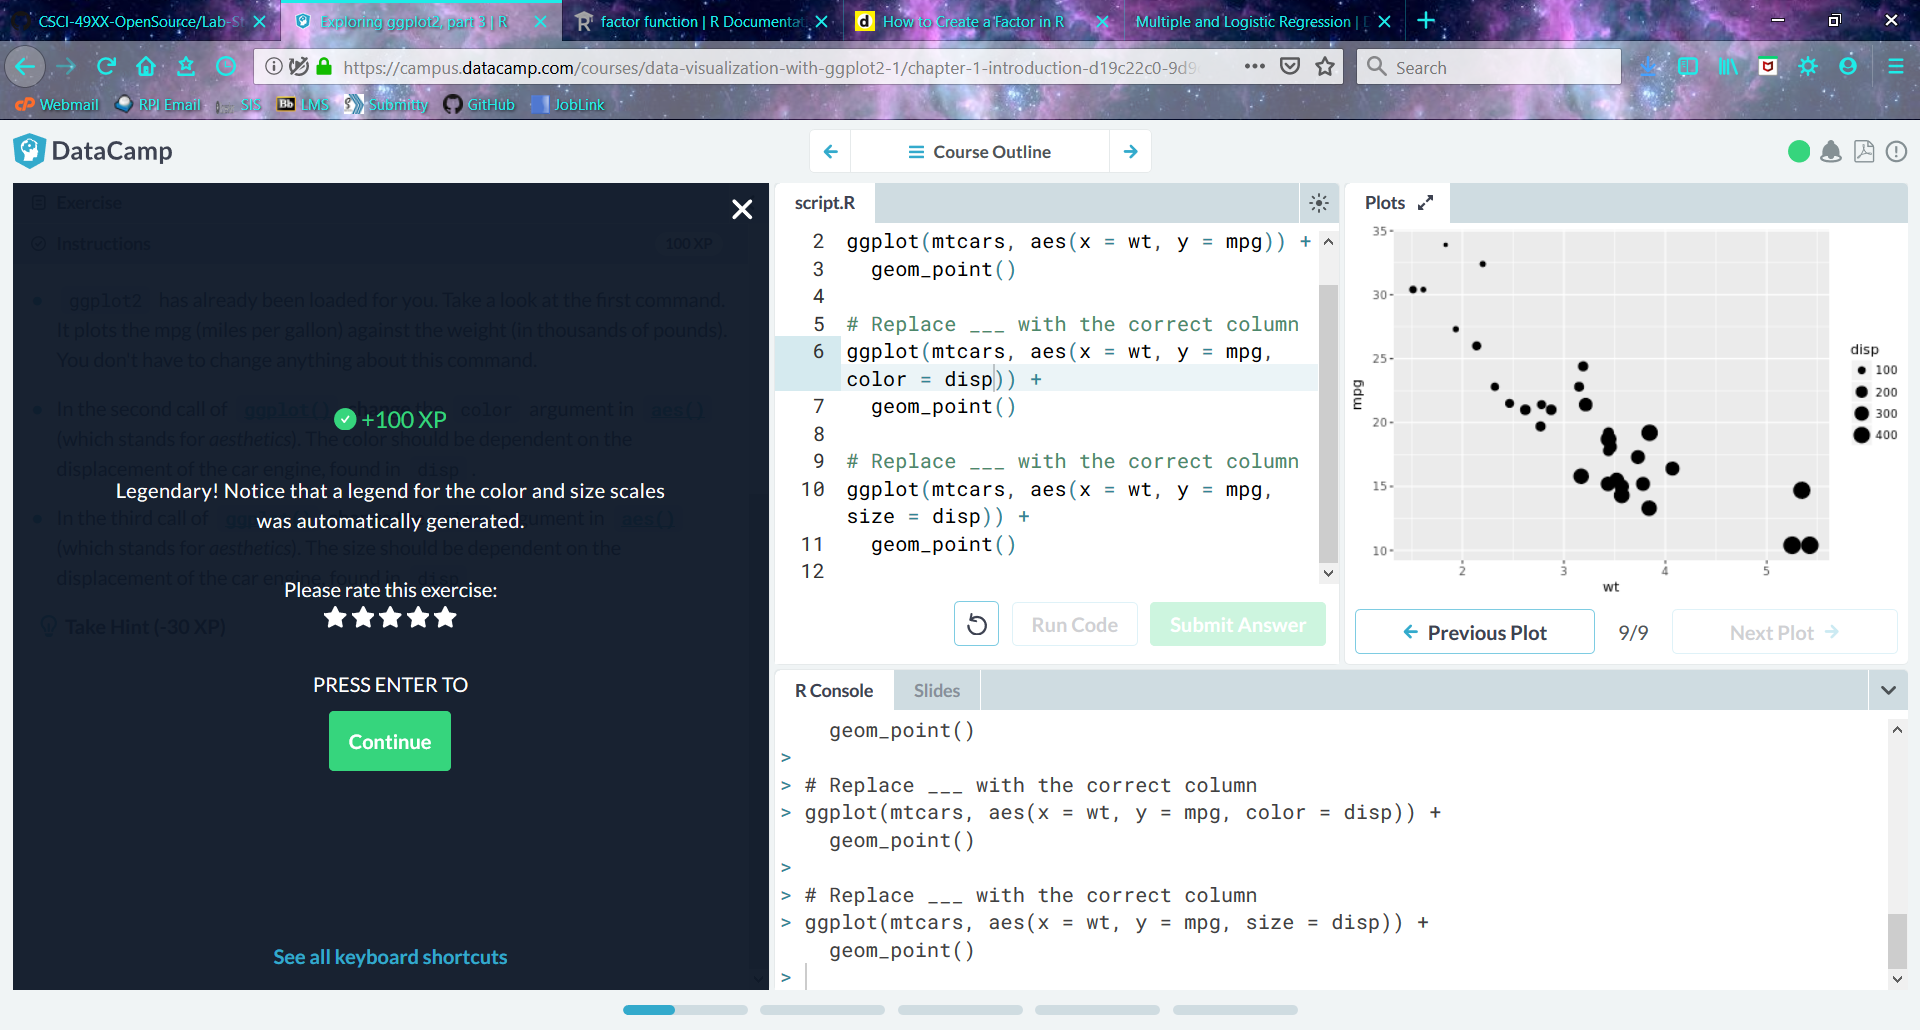 CSCI-49XX-OpenSource/Lab-S
Exploring ggplot2, part 3 | R
factor function | R Documentat
How to Create a Factor in R
Multiple and Logistic Regression | D
https://campus.datacamp.com/courses/data-visualization-with-ggplot2-1/chapter-1-introduction-d19c22c0-9d9
Search
Webmail
RPI Email
SIS
Bb LMS
Submitty
GitHub
JobLink
DataCamp
Course Outline
Exercise
Instructions
100 XP
ggplot2 has already been loaded for you. Take a look at the first command.
It plots the mpg (miles per gallon) against the weight (in thousands of pounds).
You don't have to change anything about this command.
In the second call of ggplot() change the color argument in aes()
(which stands for aesthetics). The color should be dependent on the
displacement of the car engine, found in disp.
In the third call of argument in aes()
(which stands for aesthetics). The size should be dependent on the
displacement of the car engine, found in disp
Take Hint (-30 XP)
+100 XP
Legendary! Notice that a legend for the color and size scales
was automatically generated.
Please rate this exercise:
PRESS ENTER TO
Continue
See all keyboard shortcuts
script.R
2 ggplot(mtcars, aes(x = wt, y = mpg)) +
3 geom_point()
4
5 # Replace ___ with the correct column
6 ggplot(mtcars, aes(x = wt, y = mpg,
color = disp)) +
7 geom_point()
8
9 # Replace ___ with the correct column
10 ggplot(mtcars, aes(x = wt, y = mpg,
size = disp)) +
11 geom_point()
12
Run Code
Submit Answer
Plots
35
30
25
20
15
10
mpg
2 3 4 5
wt
disp
100
200
300
400
Previous Plot
9/9
Next Plot
R Console
Slides
geom_point()
>
> # Replace ___ with the correct column
> ggplot(mtcars, aes(x = wt, y = mpg, color = disp)) +
geom_point()
>
> # Replace ___ with the correct column
> ggplot(mtcars, aes(x = wt, y = mpg, size = disp)) +
geom_point()
>